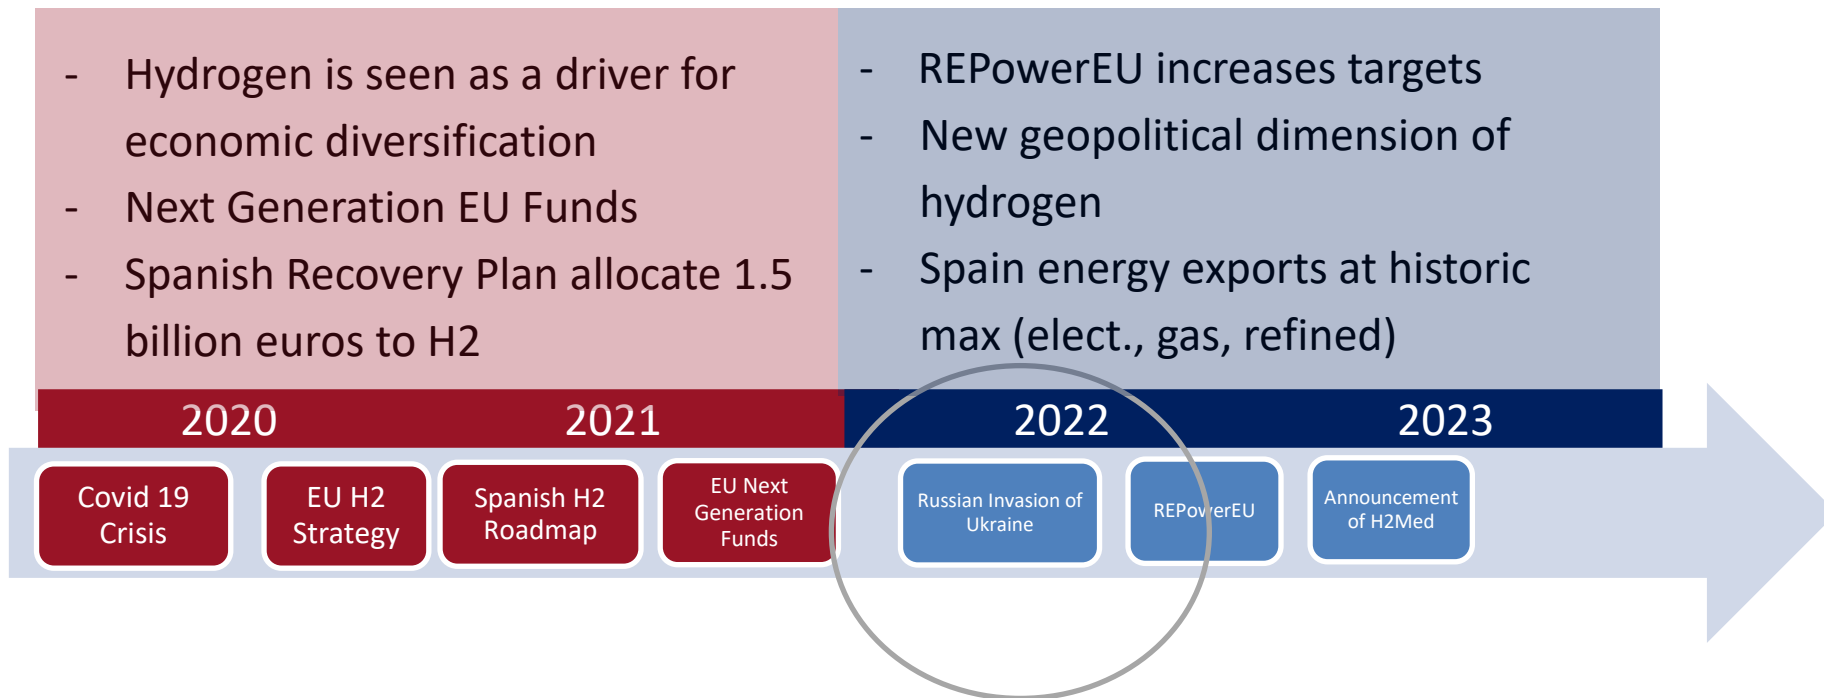 - Hydrogen is seen as a driver for
economic diversification
- Next Generation EU Funds
- Spanish Recovery Plan allocate 1.5
billion euros to H2
- REPowerEU increases targets
- New geopolitical dimension of
hydrogen
- Spain energy exports at historic
max (elect., gas, refined)
2020
2021
2022
2023
Covid 19
Crisis
EU H2
Strategy
Spanish H2
Roadmap
EU Next
Generation
Funds
Russian Invasion of
Ukraine
REPowerEU
Announcement
of H2Med